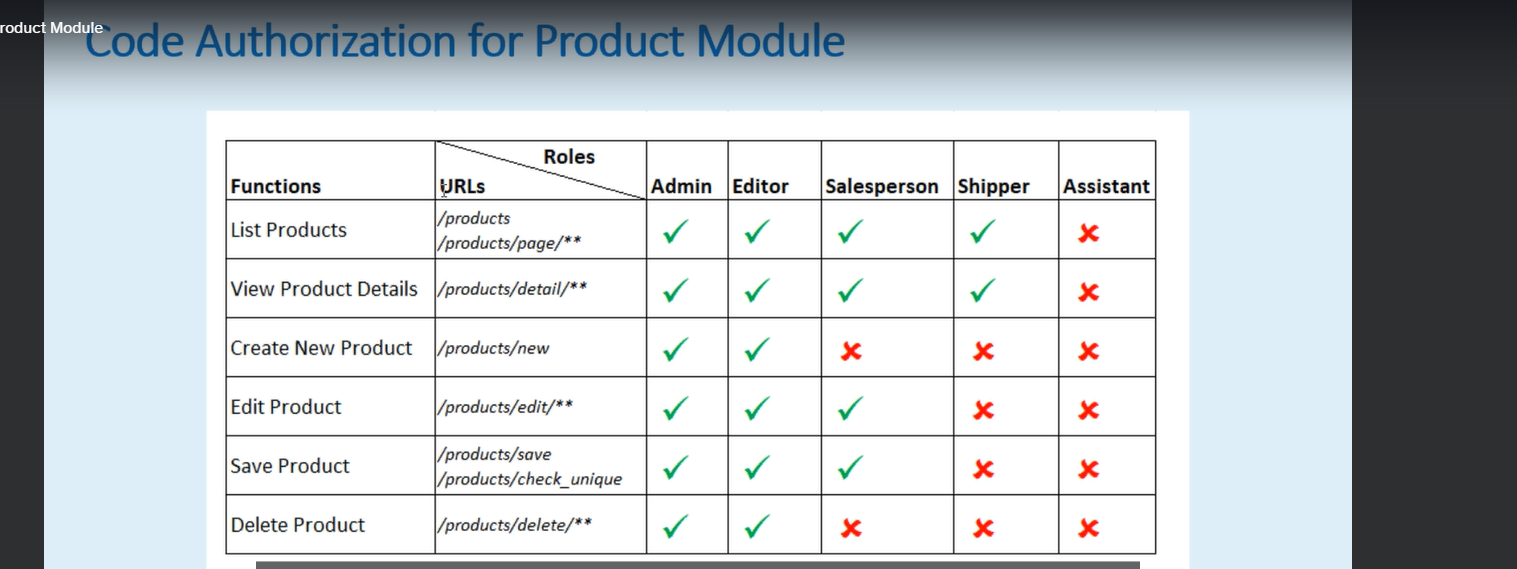 roduct Module
Code Authorization for Product Module
Roles
Functions URLs Admin Editor Salesperson Shipper Assistant
List Products /products
/products/page/**
View Product Details /products/detail/**
Create New Product /products/new
Edit Product /products/edit/**
Save Product /products/save
/products/check_unique
Delete Product /products/delete/**